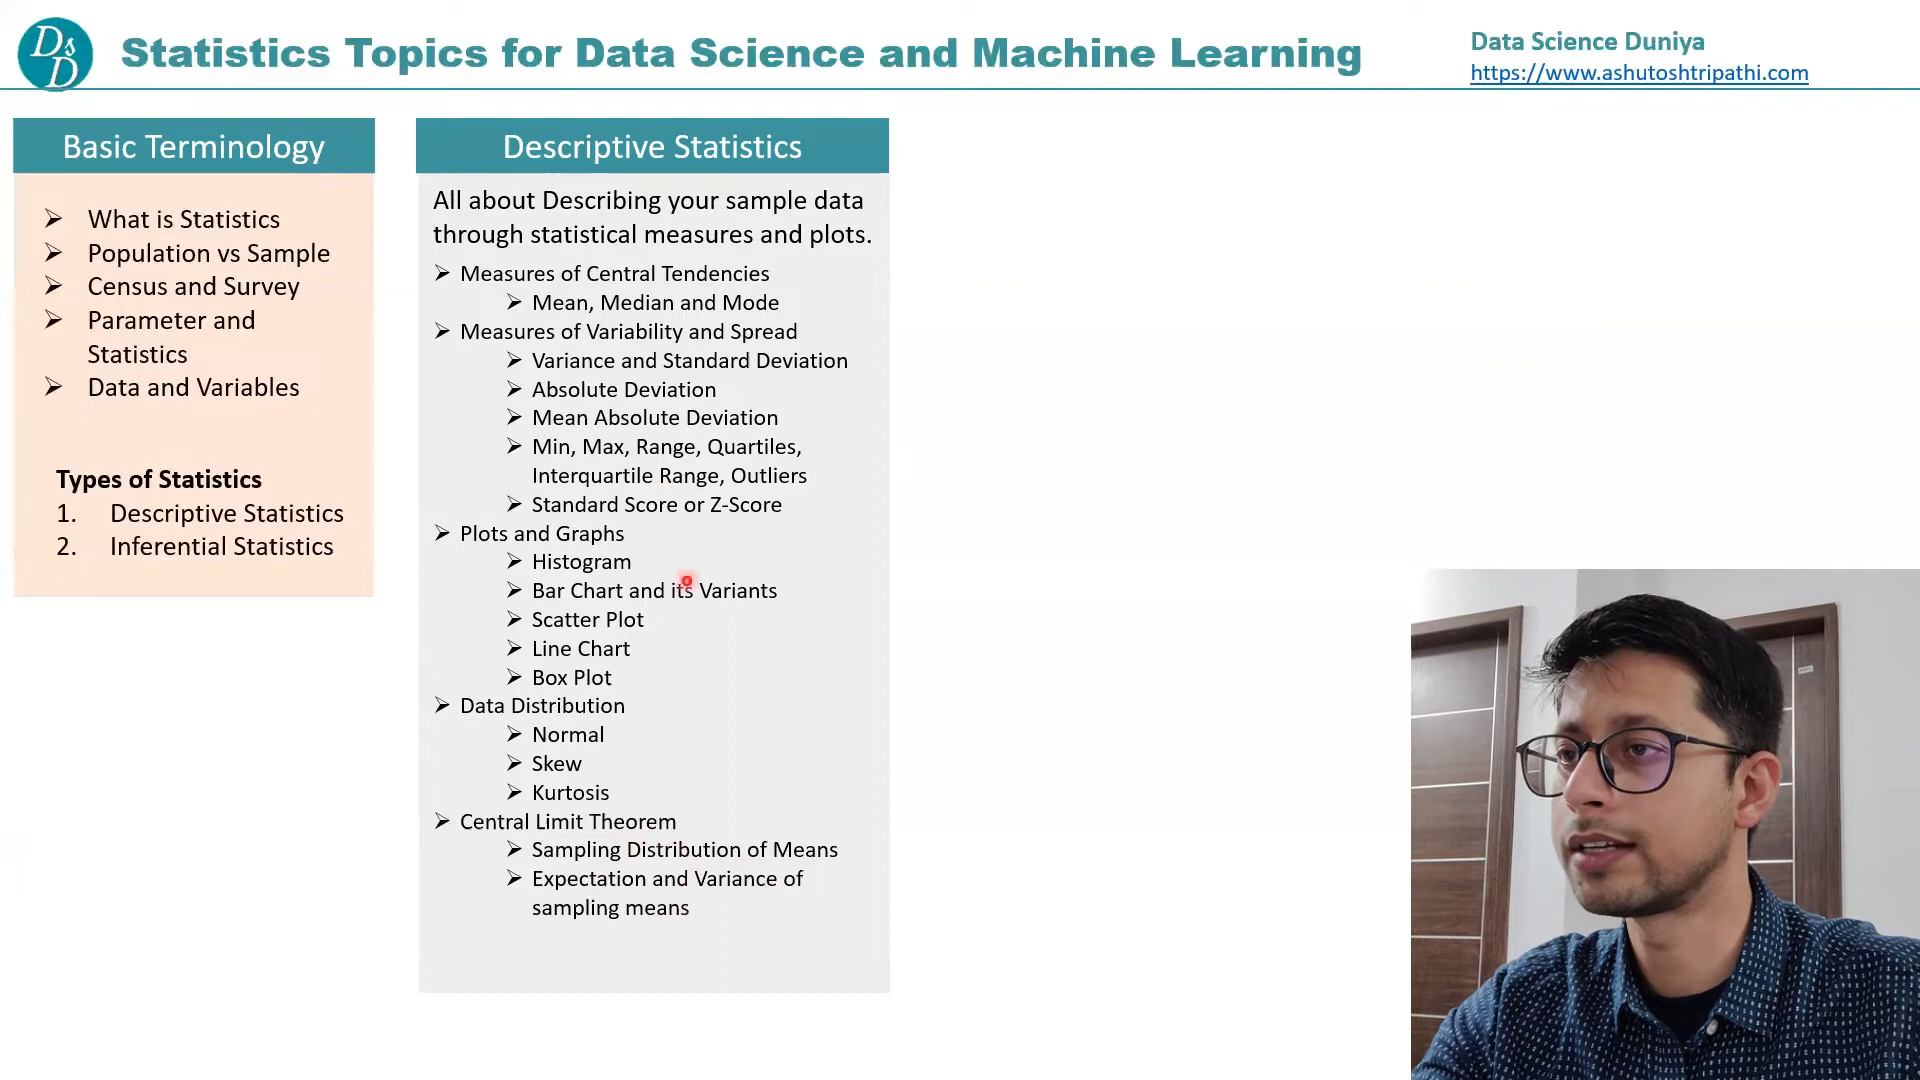 DsD
Statistics Topics for Data Science and Machine Learning
Data Science Duniya
https://www.ashutoshtripathi.com
Basic Terminology
➢ What is Statistics
➢ Population vs Sample
➢ Census and Survey
➢ Parameter and
Statistics
➢ Data and Variables
Types of Statistics
1. Descriptive Statistics
2. Inferential Statistics
Descriptive Statistics
All about Describing your sample data
through statistical measures and plots.
➢ Measures of Central Tendencies
➢ Mean, Median and Mode
➢ Measures of Variability and Spread
➢ Variance and Standard Deviation
➢ Absolute Deviation
➢ Mean Absolute Deviation
➢ Min, Max, Range, Quartiles,
Interquartile Range, Outliers
➢ Standard Score or Z-Score
➢ Plots and Graphs
➢ Histogram
➢ Bar Chart and its Variants
➢ Scatter Plot
➢ Line Chart
➢ Box Plot
➢ Data Distribution
➢ Normal
➢ Skew
➢ Kurtosis
➢ Central Limit Theorem
➢ Sampling Distribution of Means
➢ Expectation and Variance of
sampling means